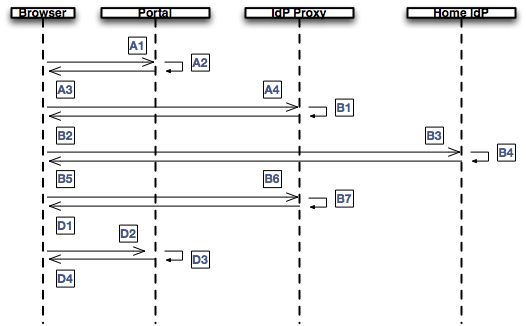 Browser Portal IdP Proxy Home IdP
A1
A2
A3 A4
B1
B2 B3
B4
B5 B6
B7
D1 D2
D3
D4